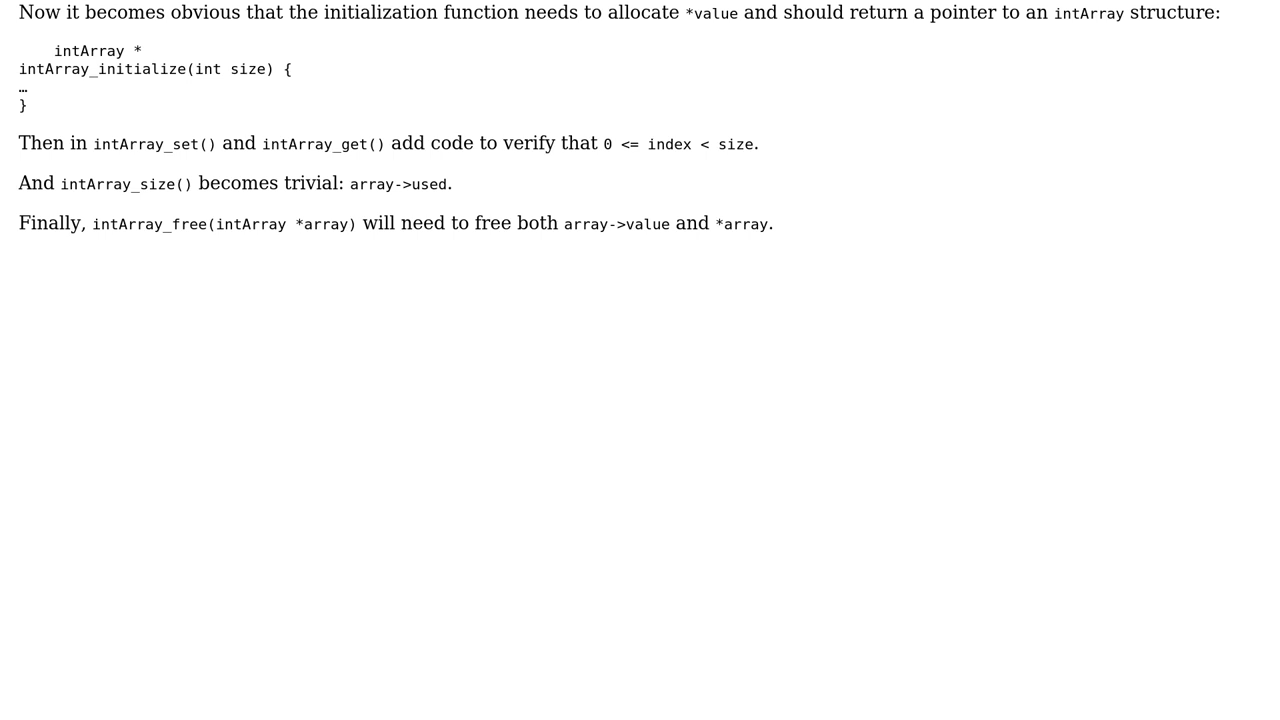 Now it becomes obvious that the initialization function needs to allocate *value and should return a pointer to an intArray structure:
    intArray *
intArray_initialize(int size) {
…
}
Then in intArray_set() and intArray_get() add code to verify that 0 <= index < size.
And intArray_size() becomes trivial: array->used.
Finally, intArray_free(intArray *array) will need to free both array->value and *array.